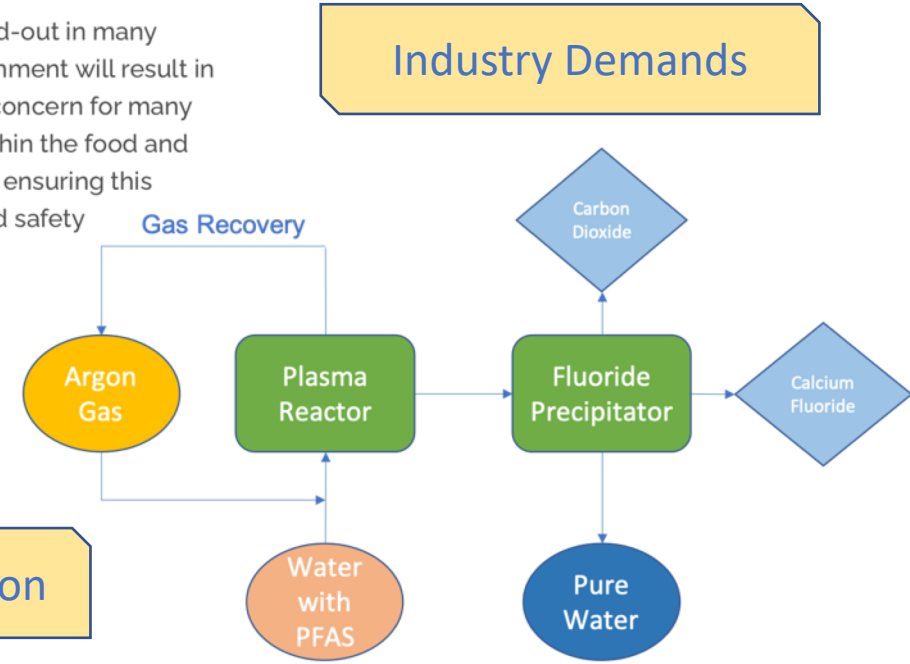 d-out in many
nment will result in
concern for many
thin the food and
ensuring this
d safety
Industry Demands
Gas Recovery
Carbon
Dioxide
Argon
Gas
Plasma
Reactor
Fluoride
Precipitator
Calcium
Fluoride
on
Water
with
PFAS
Pure
Water